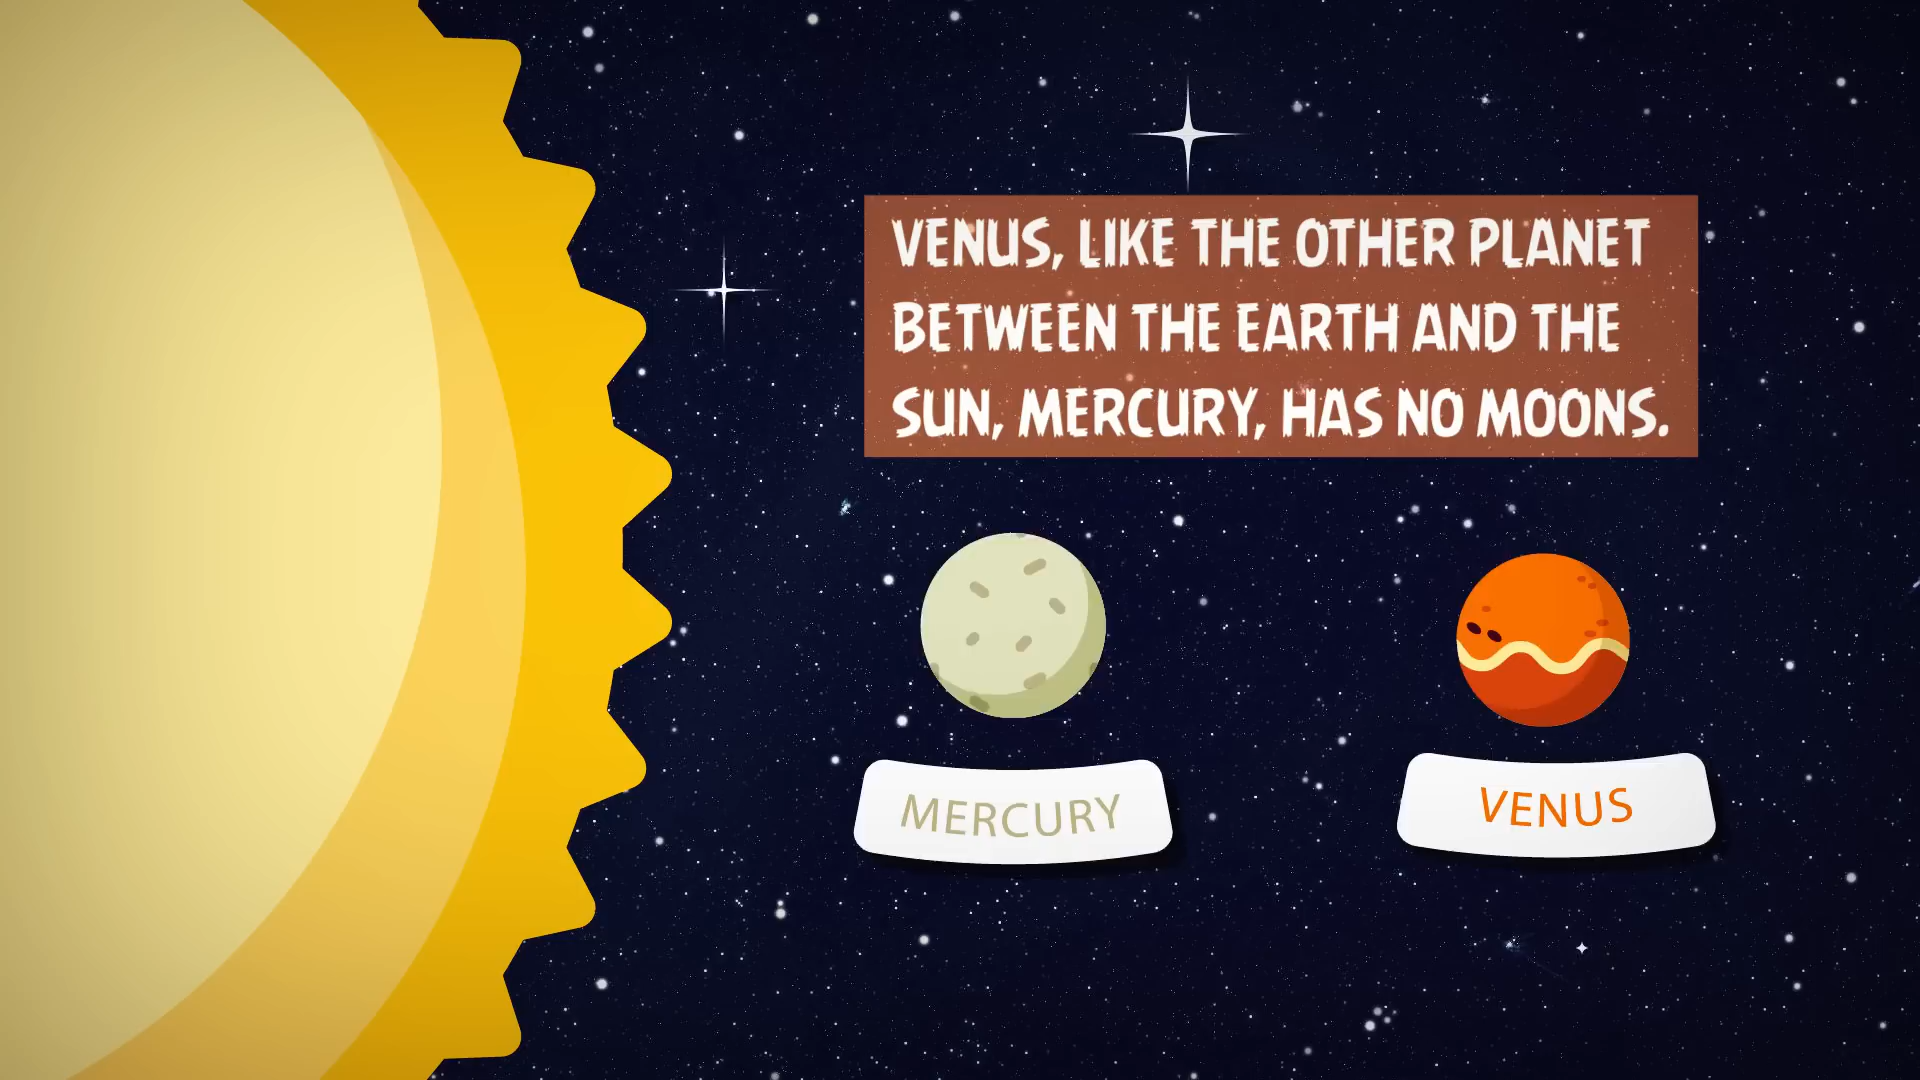 VENUS, LIKE THE OTHER PLANET
BETWEEN THE EARTH AND THE
SUN, MERCURY, HAS NO MOONS.
MERCURY
VENUS